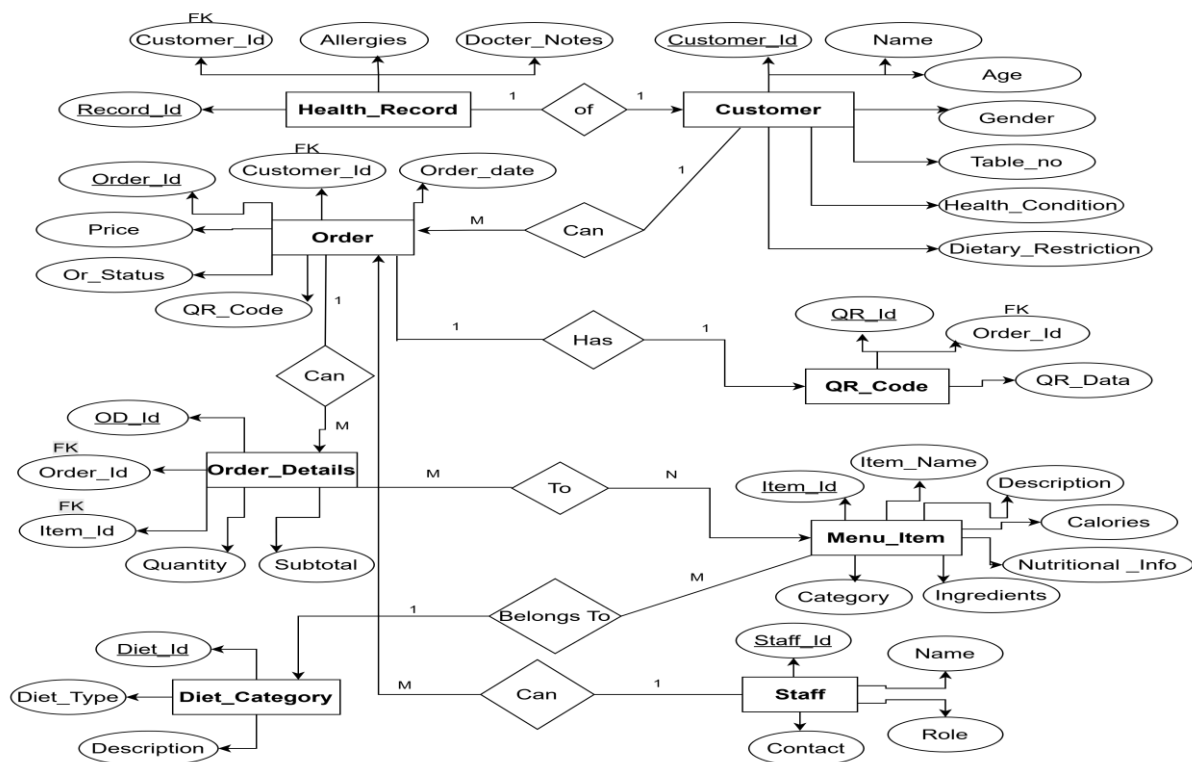 FK
Customer_Id
Allergies
Docter_Notes
Customer_Id
Name
Age
Record_Id
Health_Record
1
of
1
Customer
Gender
FK
Customer_Id
Order_date
Table_no
Order_Id
1
Health_Condition
Price
Order
M
Can
Dietary_Restriction
Or_Status
QR_Code
1
QR_Id
FK
Order_Id
1
Has
1
Can
QR_Code
QR_Data
OD_Id
M
FK
Order_Id
Order_Details
M
To
N
Item_Name
Item_Id
Description
FK
Item_Id
Calories
Menu_Item
Quantity
Subtotal
Nutritional _Info
M
Category
Ingredients
1
Belongs To
Diet_Id
Staff_Id
Name
Diet_Type
Diet_Category
M
Can
1
Staff
Description
Contact
Role